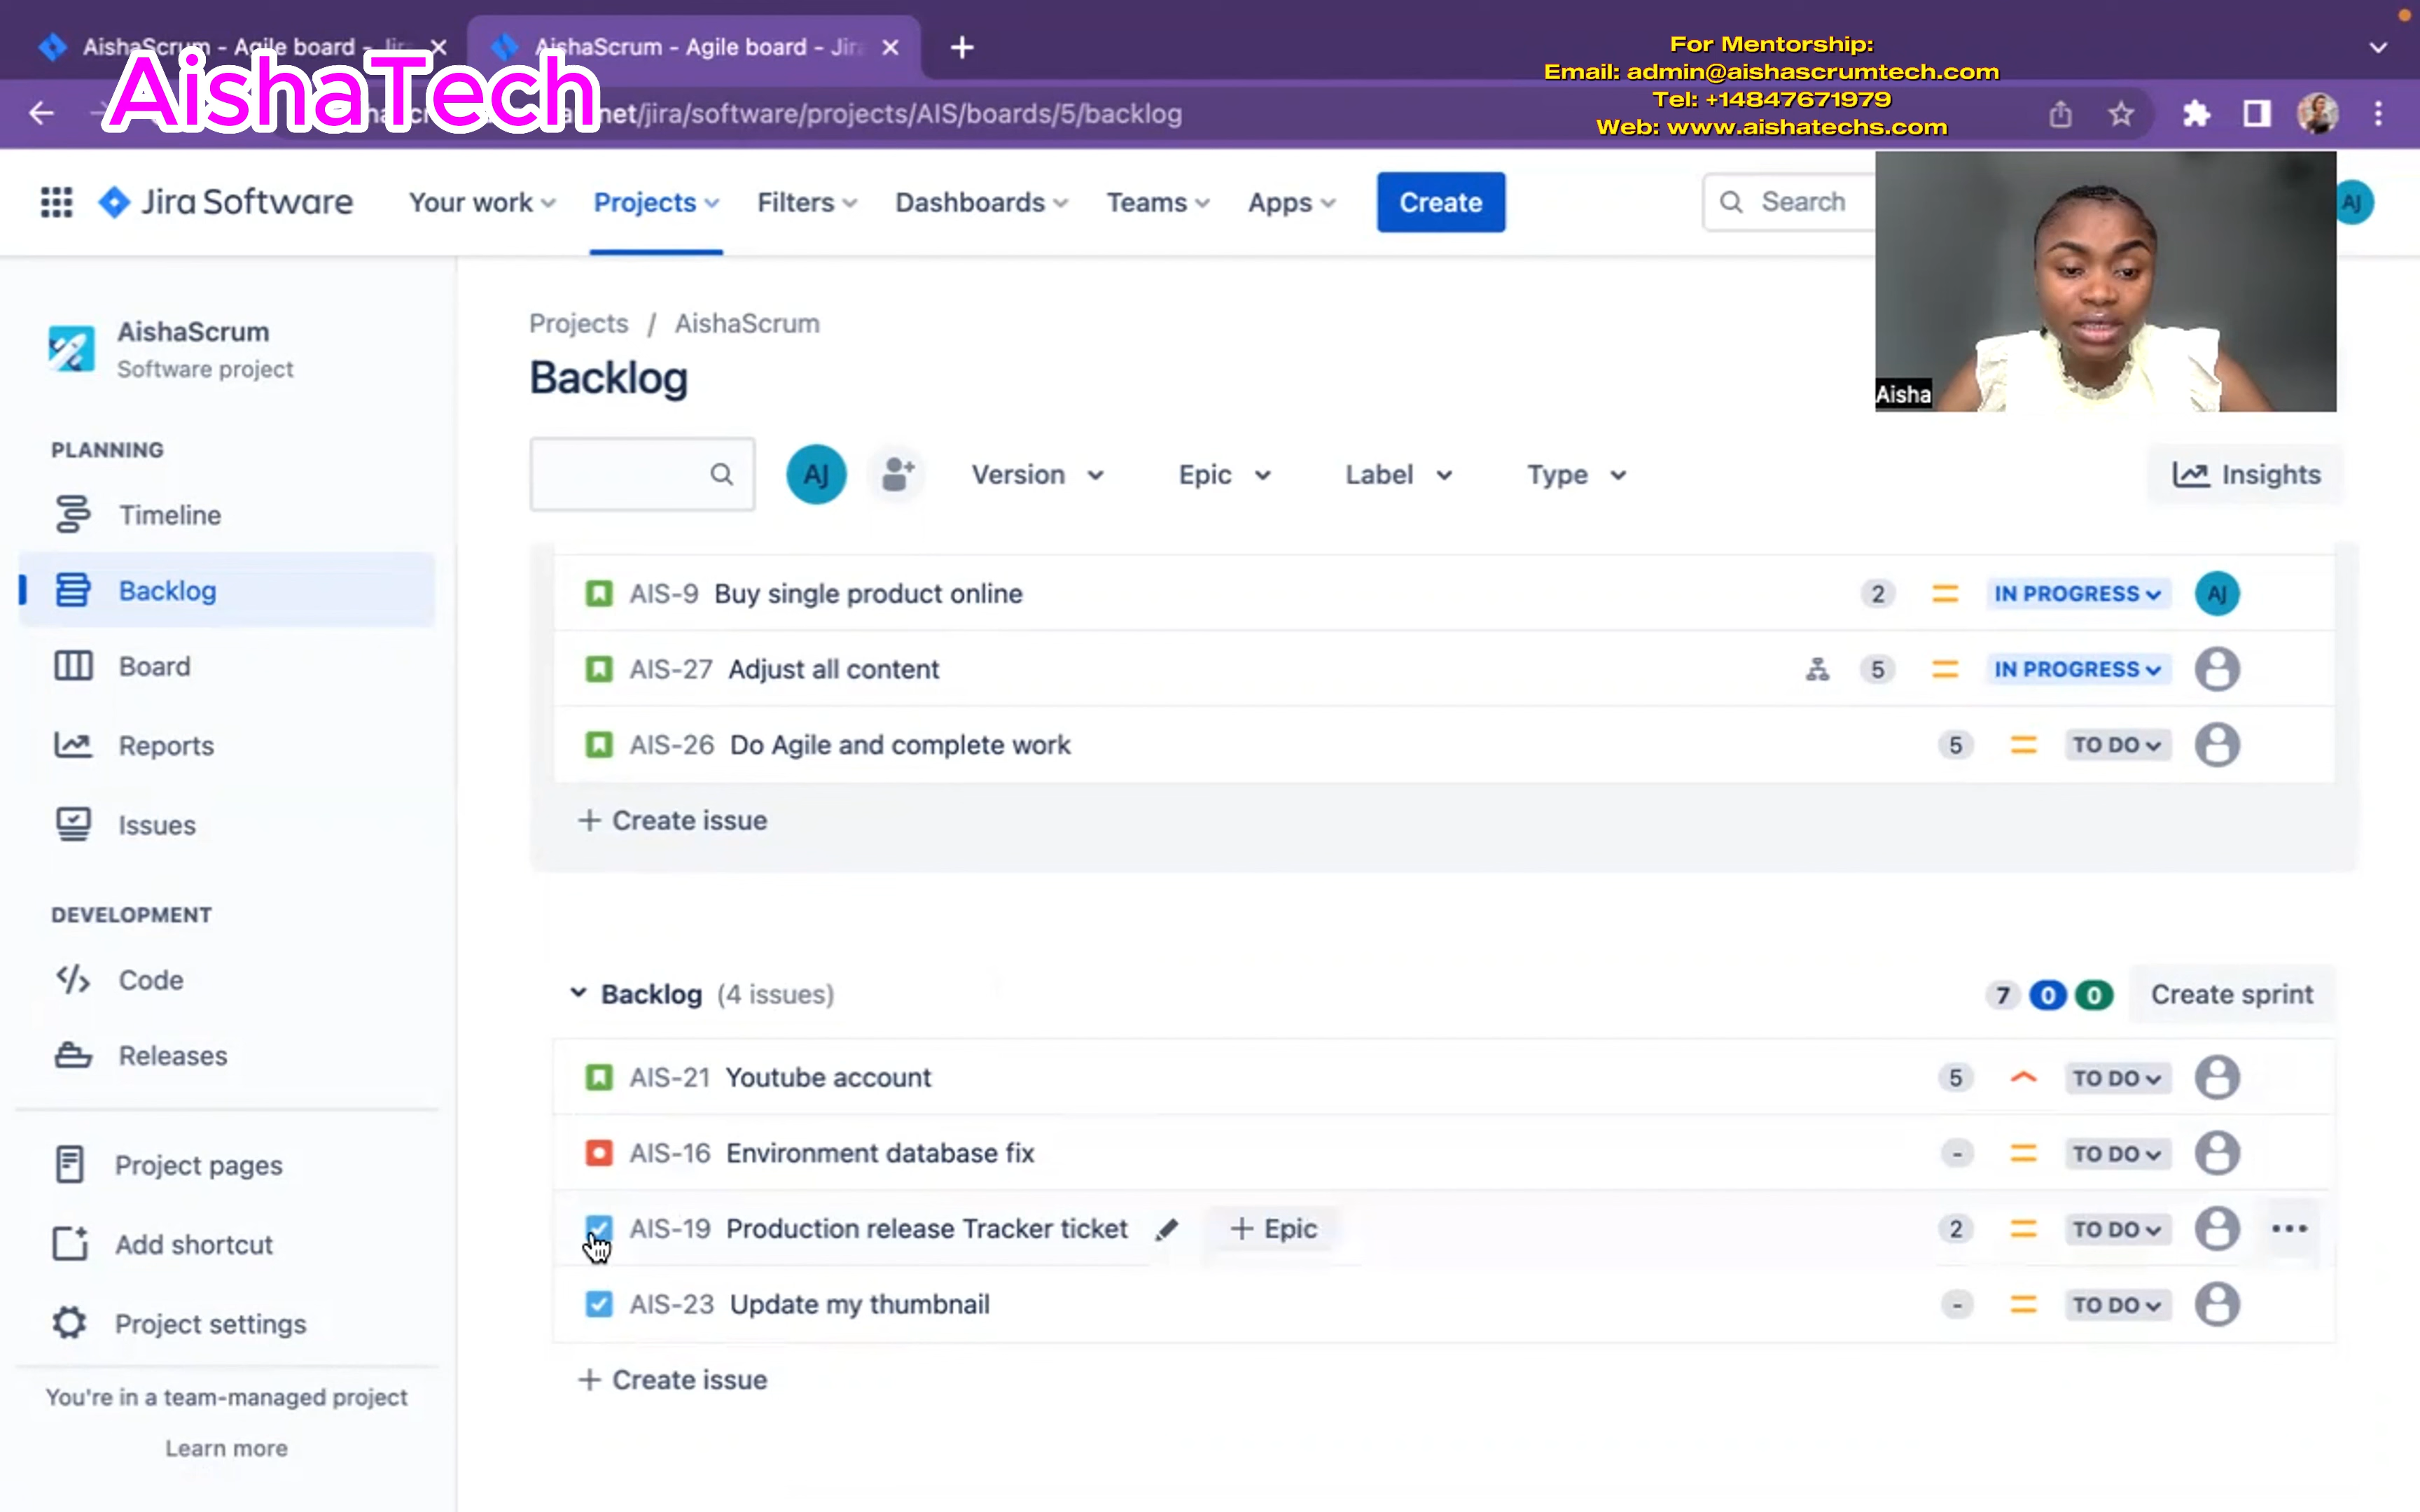 AishaScrum - Agile board - Jira
AishaScrum - Agile board - Jira
AishaTech
net/jira/software/projects/AIS/boards/5/backlog
For Mentorship:
Email: admin@aishascrumtech.com
Tel: +14847671979
Web: www.aishatechs.com
Jira Software
Your work
Projects
Filters
Dashboards
Teams
Apps
Create
Search
AJ
Aisha
AishaScrum
Software project
PLANNING
Timeline
Backlog
Board
Reports
Issues
DEVELOPMENT
Code
Releases
Project pages
Add shortcut
Project settings
You're in a team-managed project
Learn more
Projects / AishaScrum
Backlog
AJ
Version
Epic
Label
Type
Insights
AIS-9 Buy single product online 2 IN PROGRESS AJ
AIS-27 Adjust all content 5 IN PROGRESS
AIS-26 Do Agile and complete work 5 TO DO
+ Create issue
Backlog (4 issues) 7 0 0 Create sprint
AIS-21 Youtube account 5 TO DO
AIS-16 Environment database fix - TO DO
AIS-19 Production release Tracker ticket + Epic 2 TO DO
AIS-23 Update my thumbnail - TO DO
+ Create issue